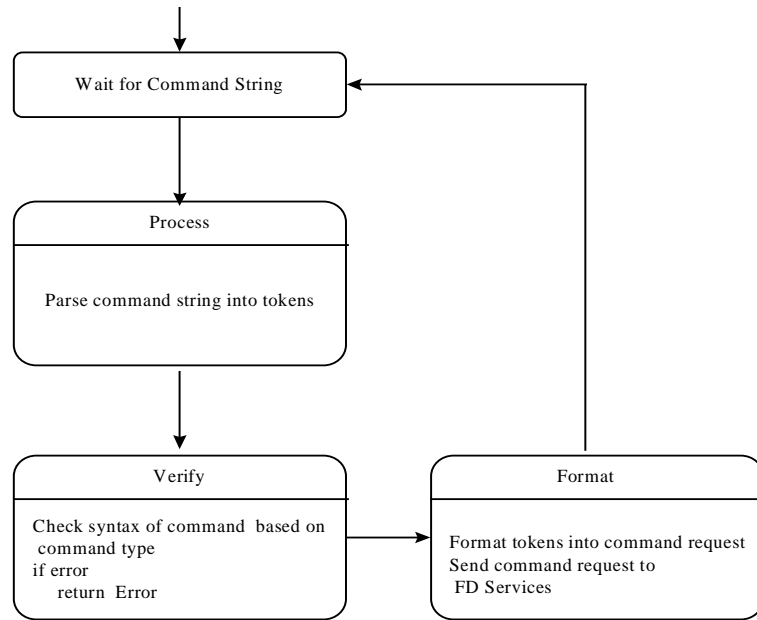 Wait for Command String
Process
Parse command string into tokens
Verify
Check syntax of command based on
command type
if error
return Error
Format
Format tokens into command request
Send command request to
FD Services